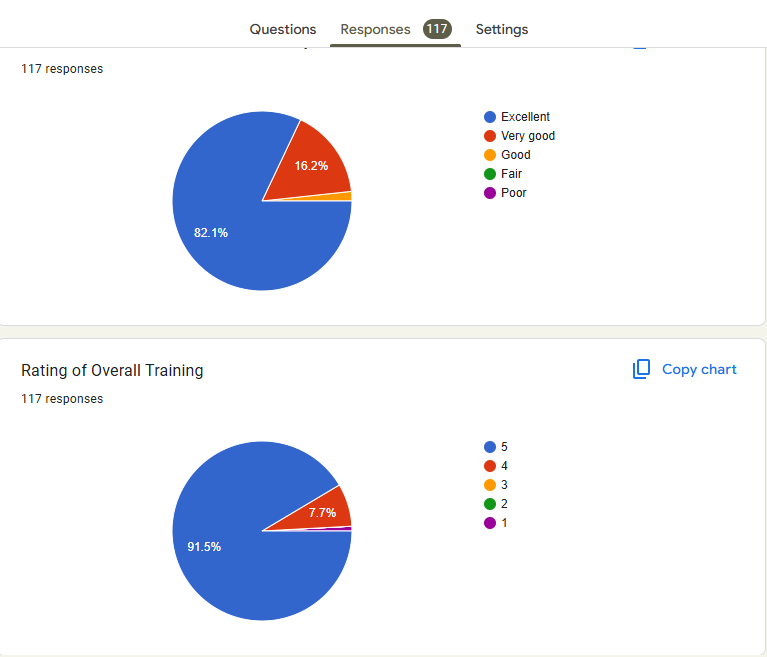 Questions
Responses
117
Settings
117 responses
Excellent
Very good
Good
Fair
Poor
16.2%
82.1%
Rating of Overall Training
Copy chart
117 responses
5
4
3
2
1
7.7%
91.5%